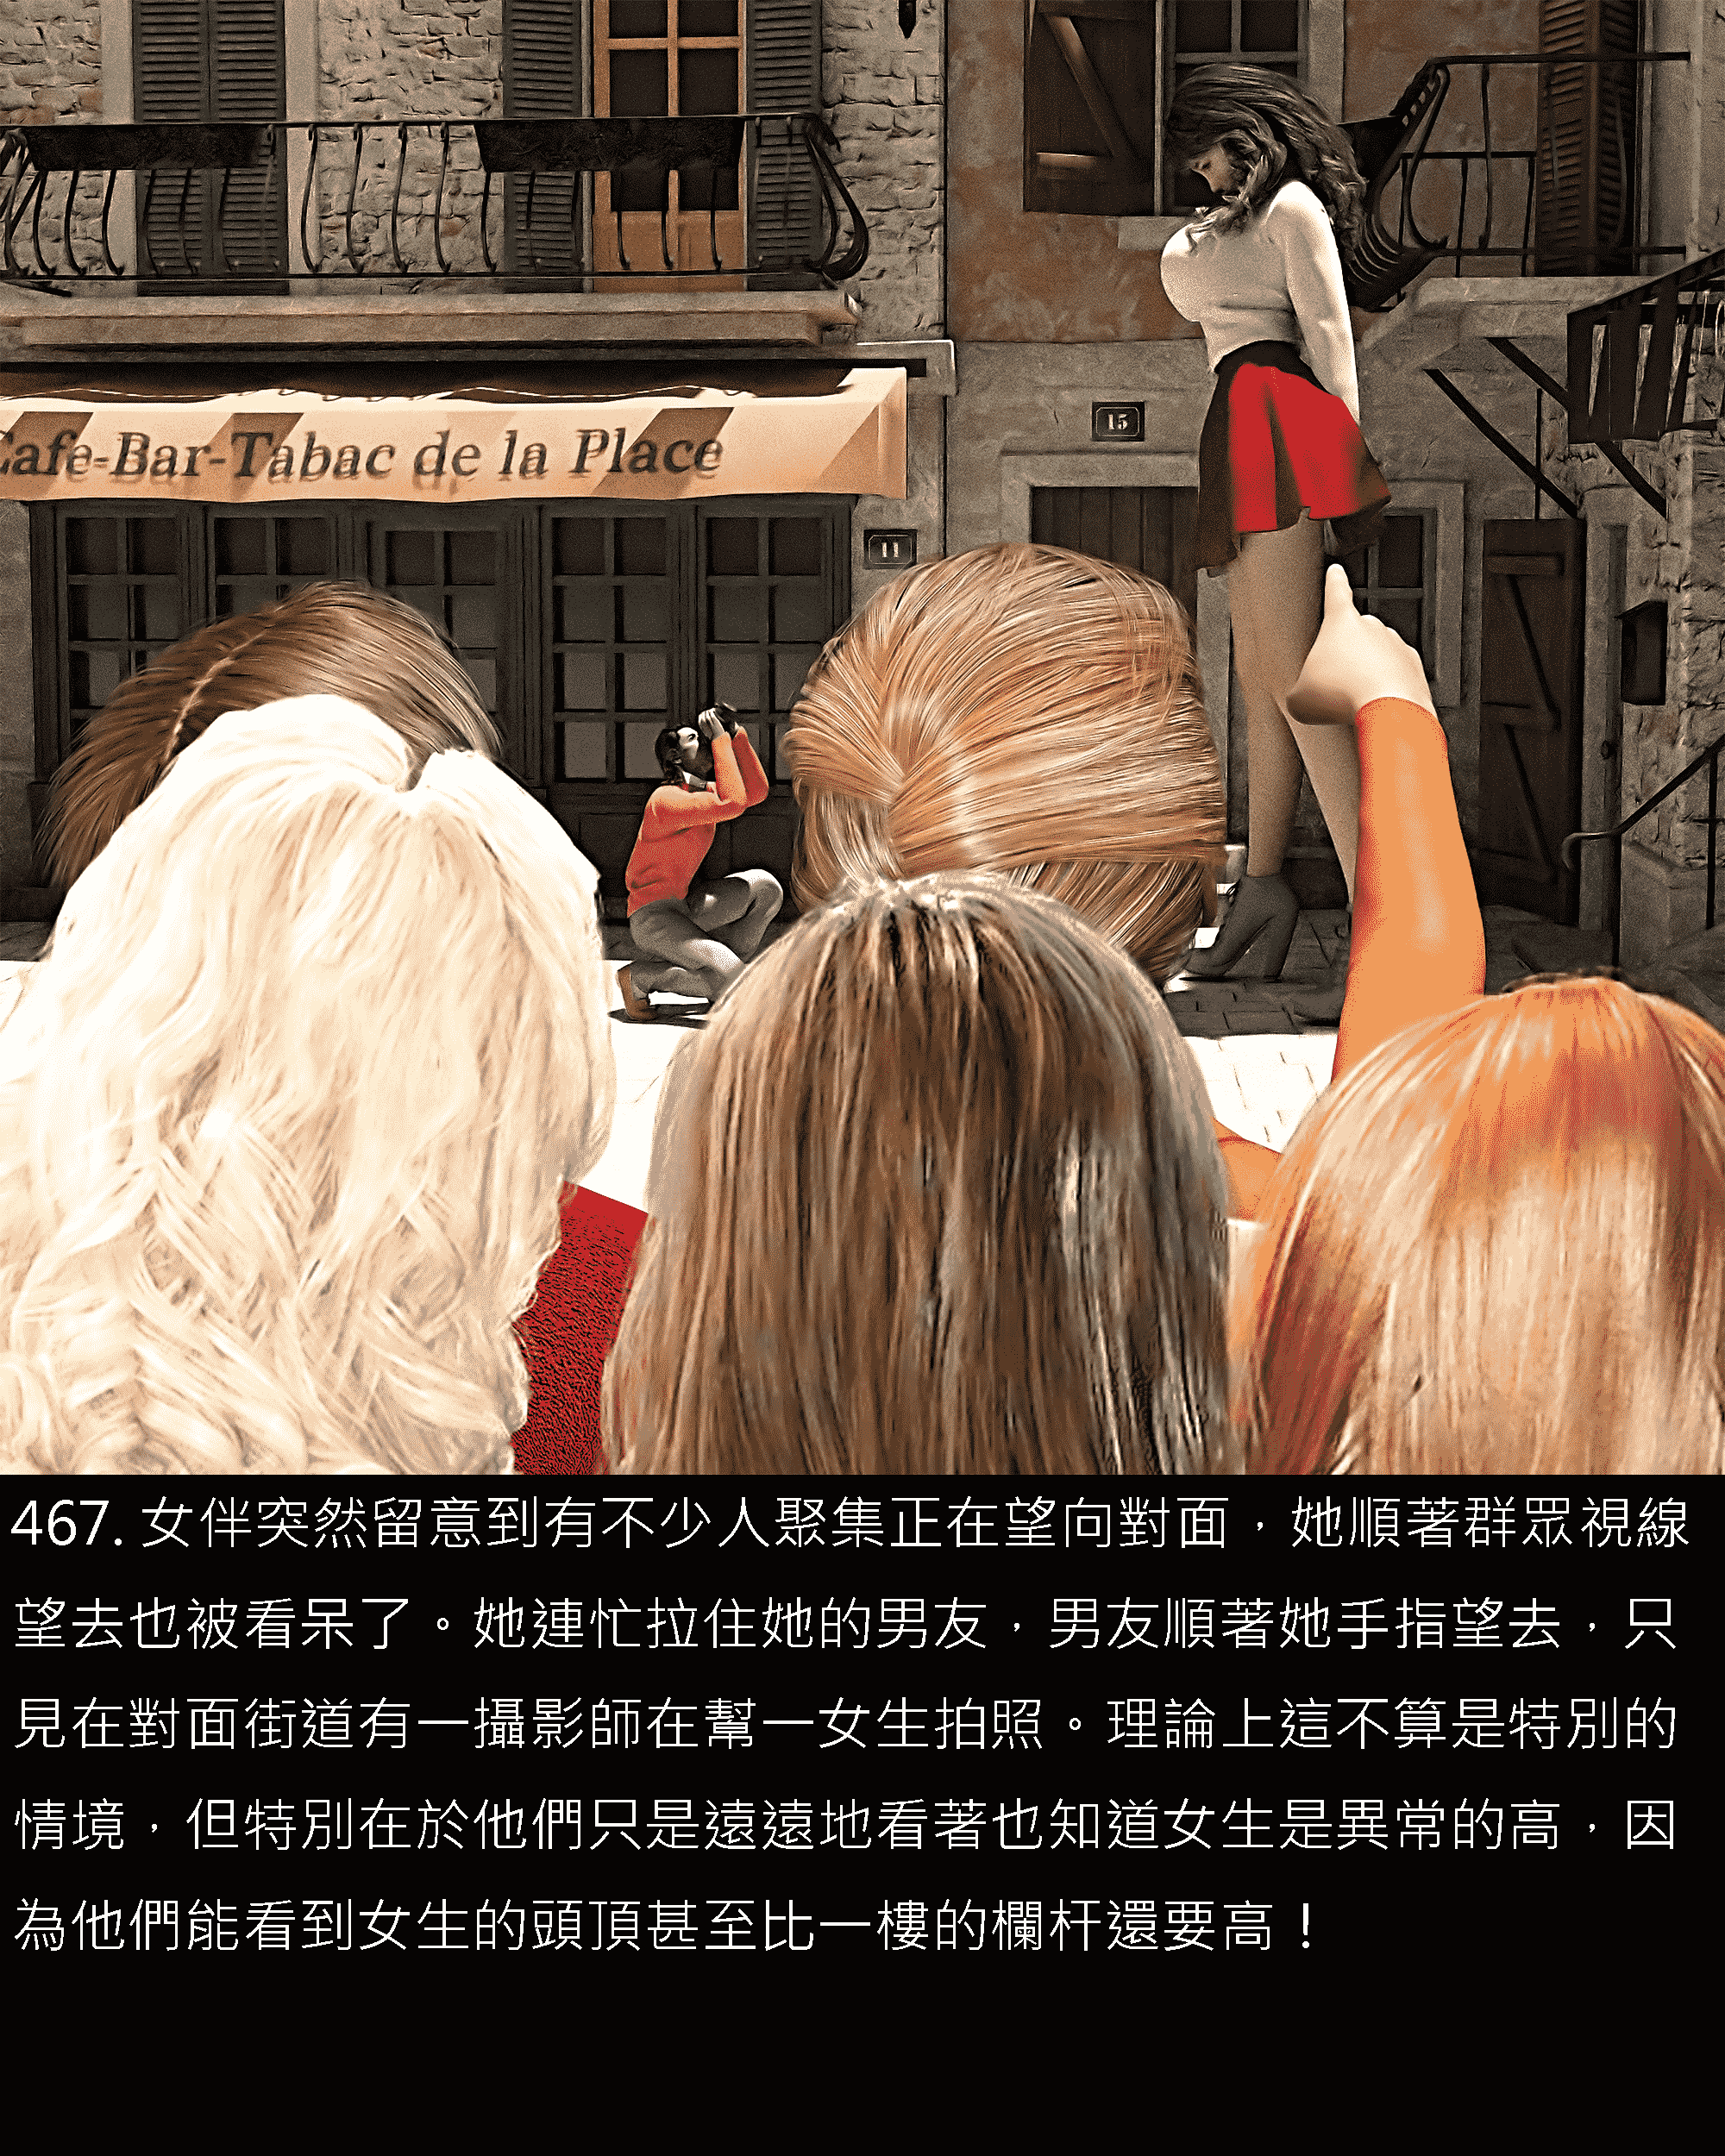 Cafe-Bar-Tabac de la Place
15
11
467. 女伴突然留意到有不少人聚集正在望向對面，她順著群眾視線
望去也被看呆了。她連忙拉住她的男友，男友順著她手指望去，只
見在對面街道有一攝影師在幫一女生拍照。理論上這不算是特別的
情境，但特別在於他們只是遠遠地看著也知道女生是異常的高，因
為他們能看到女生的頭頂甚至比一樓的欄杆還要高！